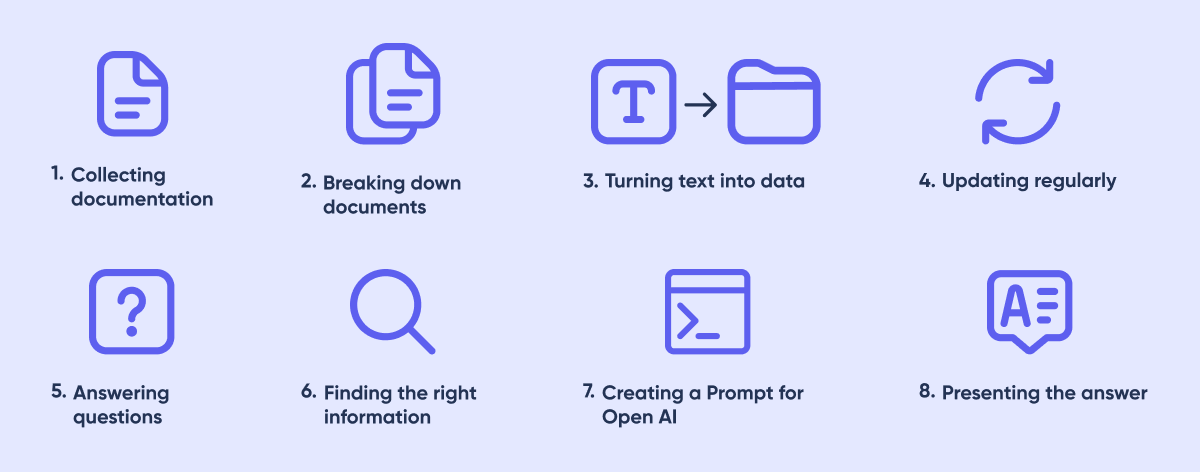 T
1. Collecting
documentation
2. Breaking down
documents
3. Turning text into data
4. Updating regularly
?
A
5. Answering
questions
6. Finding the right
information
7. Creating a Prompt for
Open AI
8. Presenting the answer